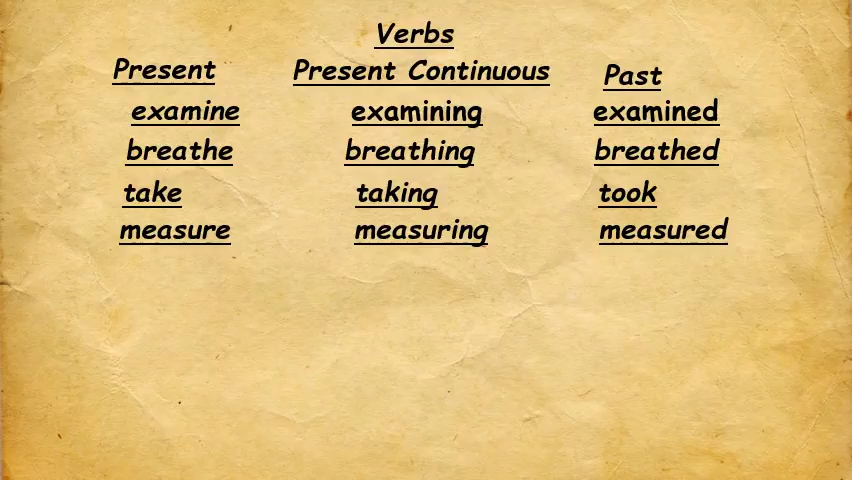 Verbs
Present Present Continuous Past
examine examining examined
breathe breathing breathed
take taking took
measure measuring measured